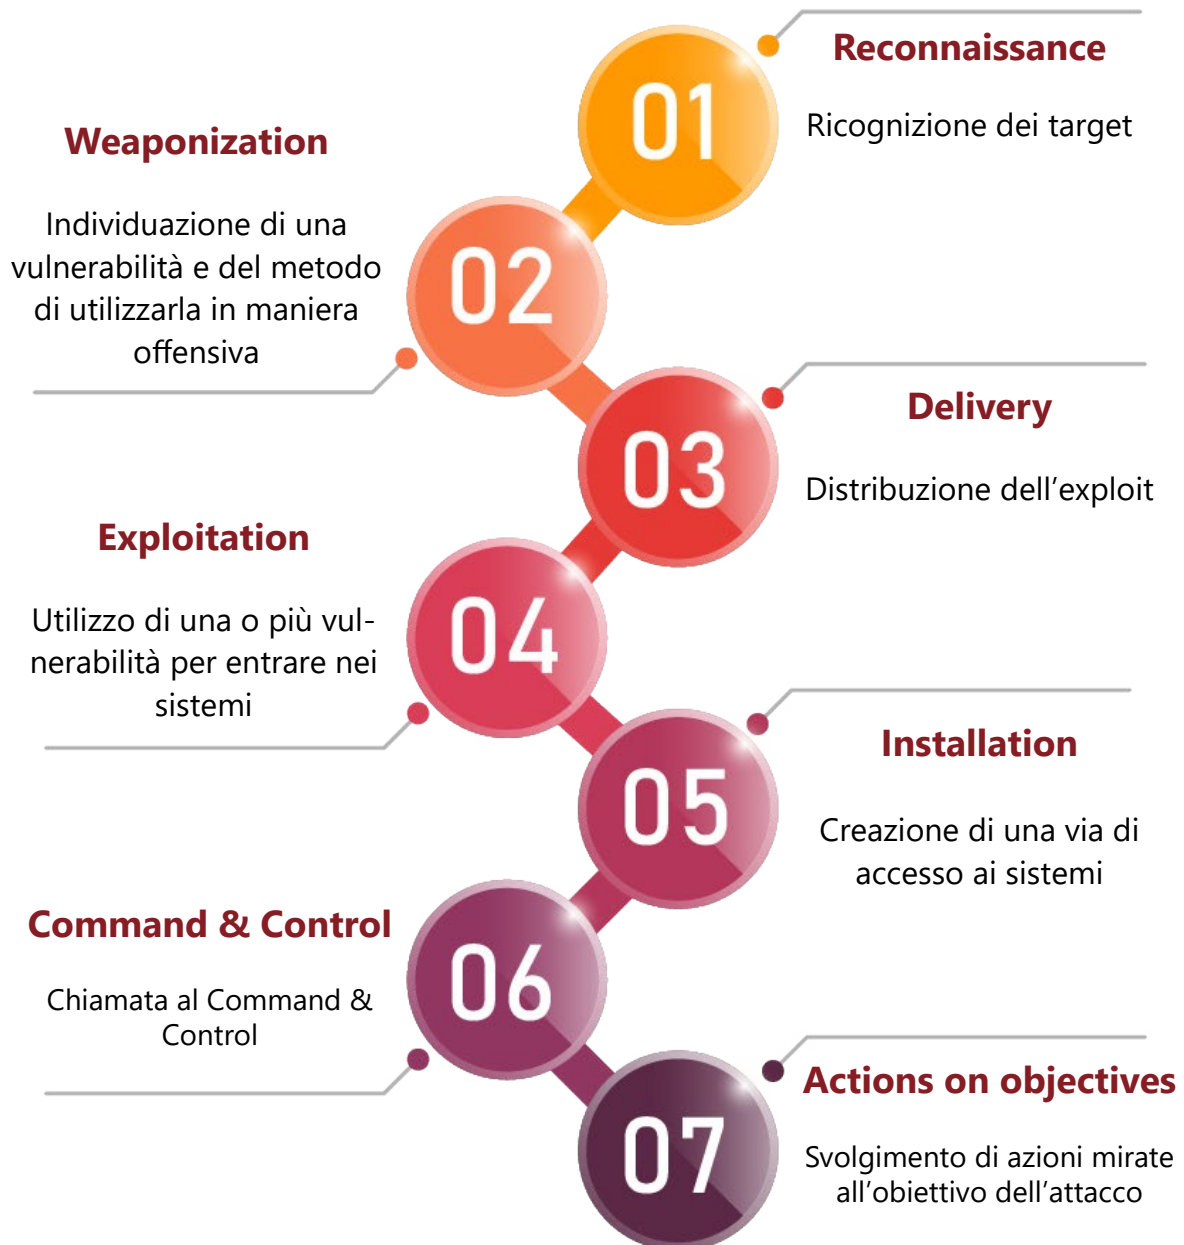 01
Reconnaissance
Ricognizione dei target
02
Weaponization
Individuazione di una
vulnerabilità e del metodo
di utilizzarla in maniera
offensiva
03
Delivery
Distribuzione dell’exploit
04
Exploitation
Utilizzo di una o più vul-
nerabilità per entrare nei
sistemi
05
Installation
Creazione di una via di
accesso ai sistemi
06
Command & Control
Chiamata al Command &
Control
07
Actions on objectives
Svolgimento di azioni mirate
all’obiettivo dell’attacco